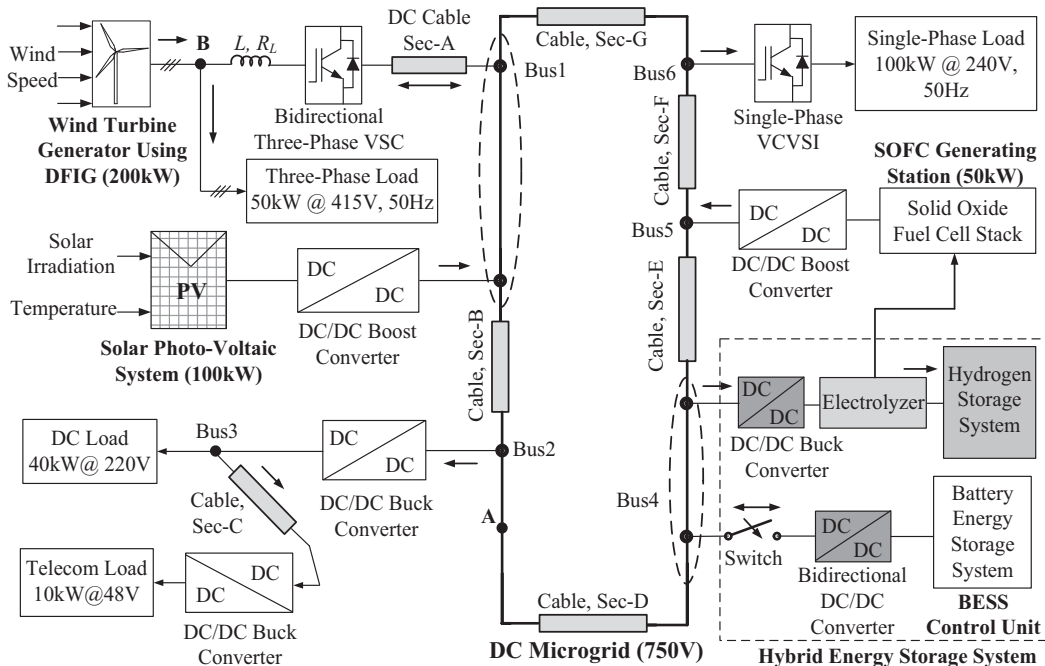 Wind
Speed
Wind Turbine
Generator Using
DFIG (200kW)
B
L, R_L
Bidirectional
Three-Phase VSC
DC Cable
Sec-A
Bus1
Cable, Sec-G
Bus6
Single-Phase
VCVSI
Single-Phase Load
100kW @ 240V,
50Hz
Three-Phase Load
50kW @ 415V, 50Hz
Cable, Sec-F
SOFC Generating
Station (50kW)
Solar
Irradiation
Temperature
PV
Solar Photo-Voltaic
System (100kW)
DC
DC
DC/DC Boost
Converter
Bus5
DC
DC
DC/DC Boost
Converter
Solid Oxide
Fuel Cell Stack
Cable, Sec-B
Cable, Sec-E
DC
DC
DC/DC Buck
Converter
Electrolyzer
Hydrogen
Storage
System
DC Load
40kW@ 220V
Bus3
DC
DC
DC/DC Buck
Converter
Bus2
Cable,
Sec-C
A
Bus4
Switch
DC
DC
Bidirectional
DC/DC
Converter
Battery
Energy
Storage
System
BESS
Control Unit
Telecom Load
10kW@48V
DC
DC
DC/DC Buck
Converter
Cable, Sec-D
DC Microgrid (750V)
Hybrid Energy Storage System